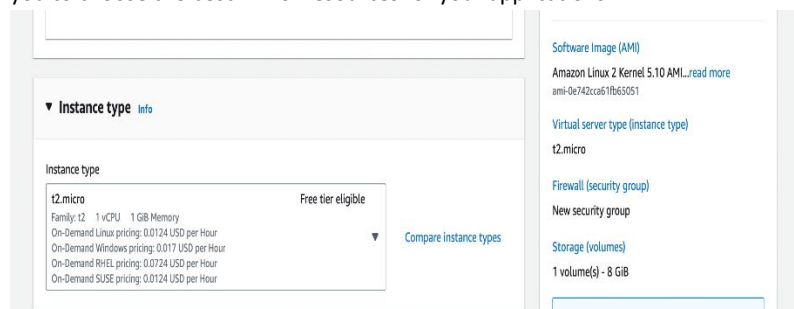 ▼ Instance type Info
Instance type
t2.micro Free tier eligible
Family: t2 1 vCPU 1 GiB Memory
On-Demand Linux pricing: 0.0124 USD per Hour
On-Demand Windows pricing: 0.017 USD per Hour
On-Demand RHEL pricing: 0.0724 USD per Hour
On-Demand SUSE pricing: 0.0124 USD per Hour
▼
Compare instance types
Software Image (AMI)
Amazon Linux 2 Kernel 5.10 AMI...read more
ami-0e742cca61fb65051
Virtual server type (instance type)
t2.micro
Firewall (security group)
New security group
Storage (volumes)
1 volume(s) - 8 GiB